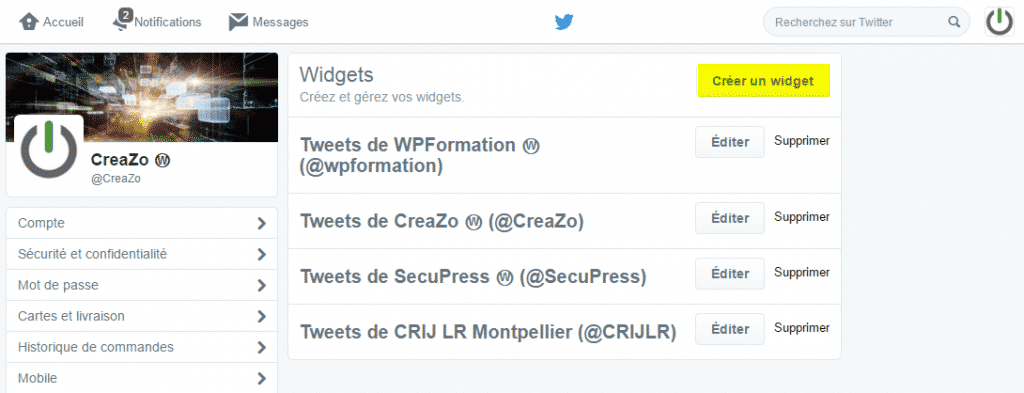 Accueil 2 Notifications Messages Recherchez sur Twitter
CreaZo Ⓦ
@CreaZo
Compte
Sécurité et confidentialité
Mot de passe
Cartes et livraison
Historique de commandes
Mobile
Widgets
Créez et gérez vos widgets.
Créer un widget
Tweets de WPFormation Ⓦ
(@wpformation)
Éditer Supprimer
Tweets de CreaZo Ⓦ (@CreaZo) Éditer Supprimer
Tweets de SecuPress Ⓦ (@SecuPress) Éditer Supprimer
Tweets de CRIJ LR Montpellier (@CRIJLR) Éditer Supprimer